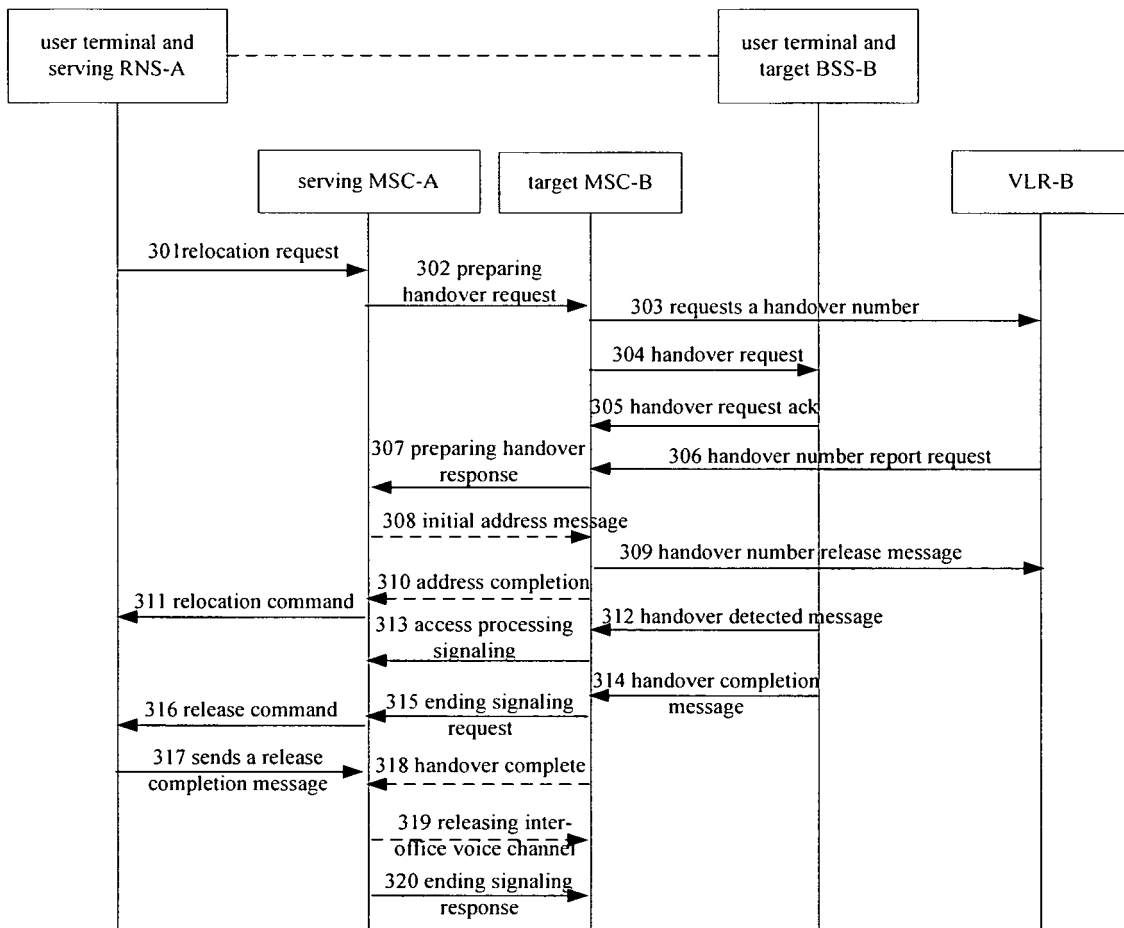 user terminal and
serving RNS-A
user terminal and
target BSS-B
serving MSC-A
target MSC-B
VLR-B
301relocation request
302 preparing
handover request
303 requests a handover number
304 handover request
305 handover request ack
307 preparing handover
response
306 handover number report request
308 initial address message
309 handover number release message
310 address completion
311 relocation command
312 handover detected message
313 access processing
signaling
314 handover completion
message
315 ending signaling
request
316 release command
317 sends a release
completion message
318 handover complete
319 releasing inter-
office voice channel
320 ending signaling
response